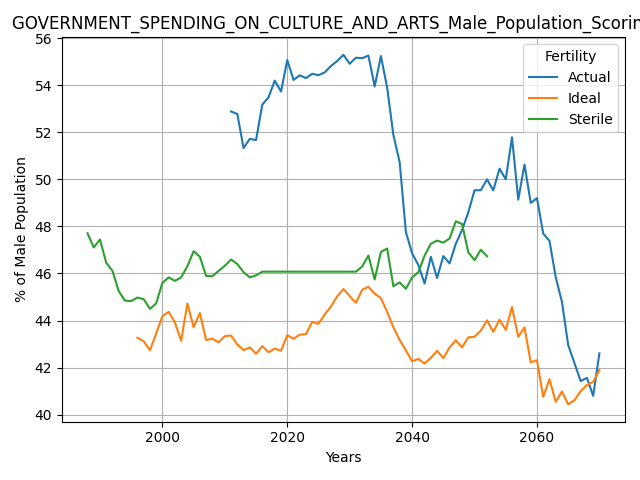 GOVERNMENT_SPENDING_ON_CULTURE_AND_ARTS_Male_Population_Scorin
Fertility
Actual
Ideal
Sterile
% of Male Population
56
54
52
50
48
46
44
42
40
2000
2020
2040
2060
Years